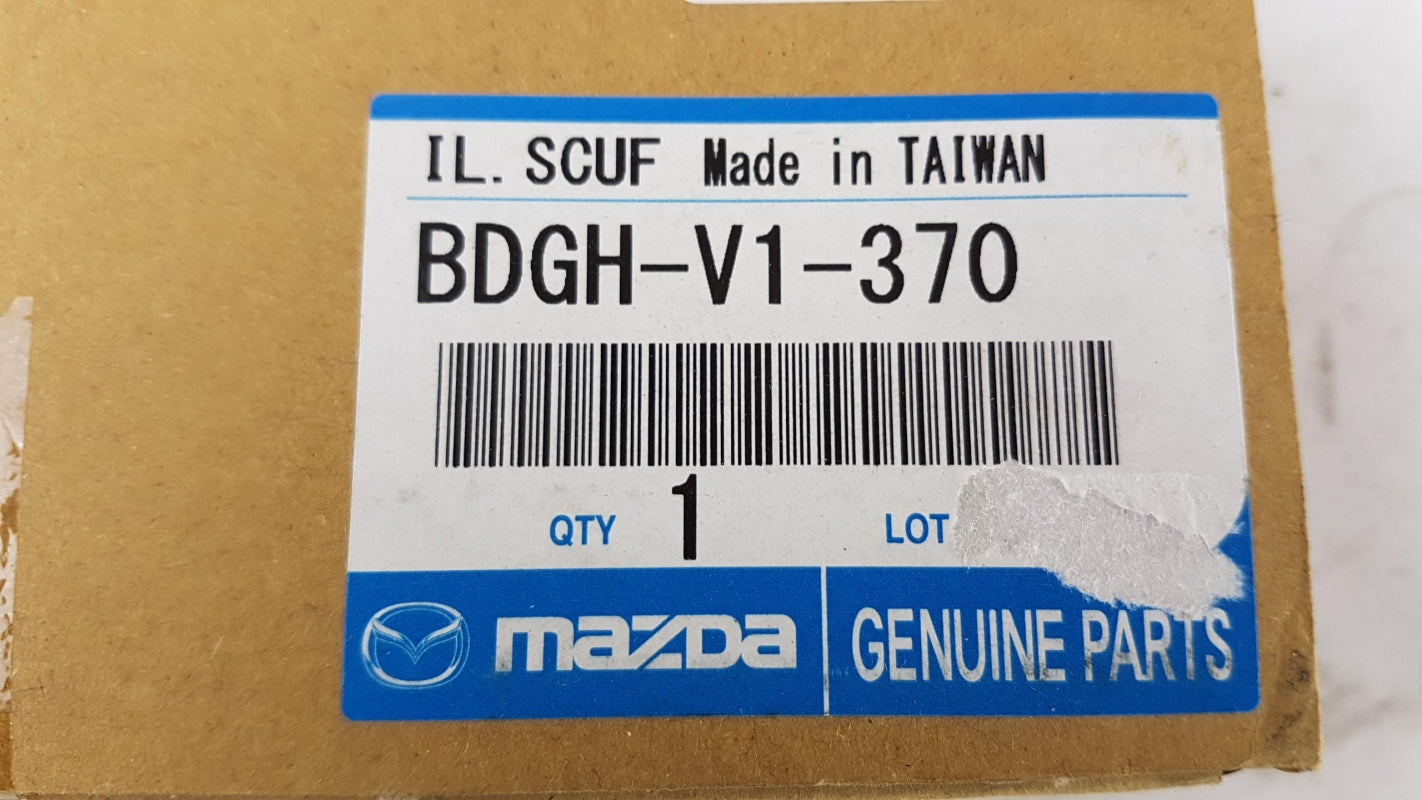 IL. SCUF Made in TAIWAN
BDGH-V1-370
QTY 1 LOT
mazda GENUINE PARTS